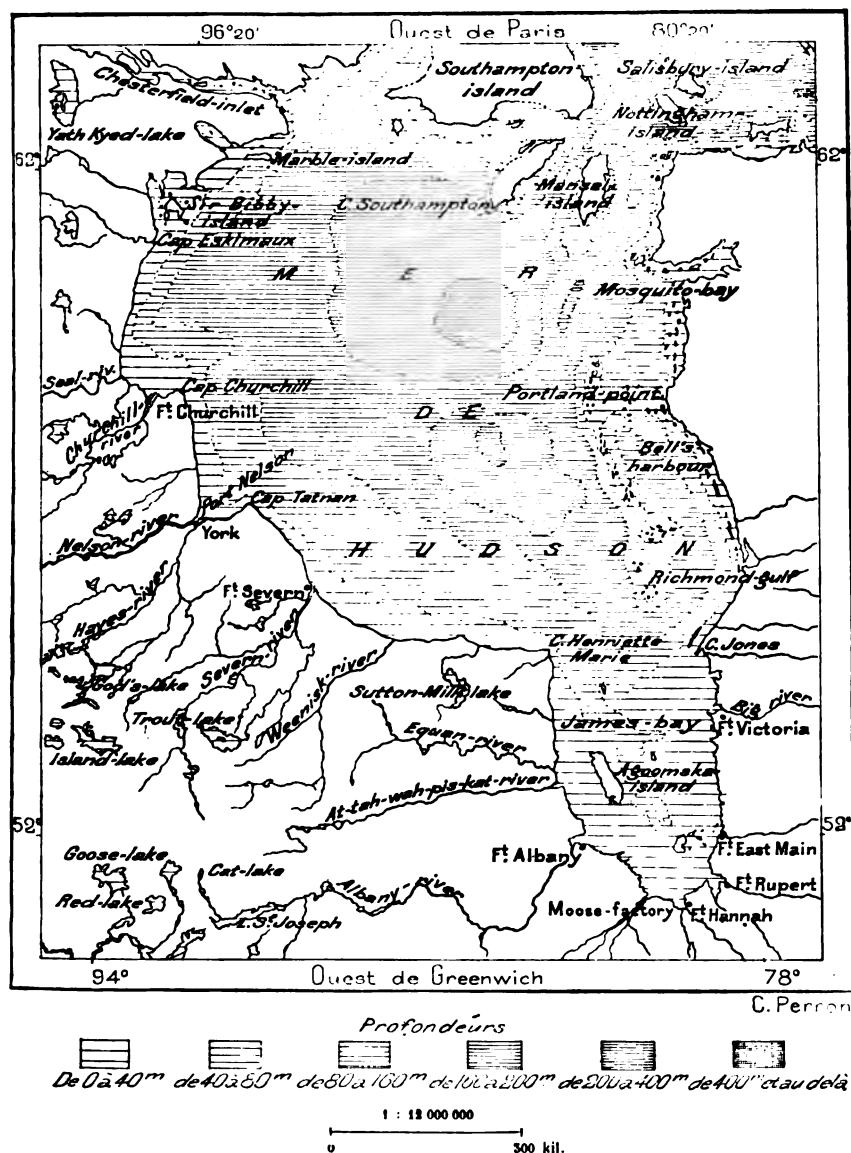 96°20' Ouest de Paris 80°20'
Chesterfield-inlet
Southampton-island
Salisbury-island
Nottingham-island
Yath Kyed-lake
62°
62°
Marble-island
Mansel-island
Sir Bibby-island
C. Southampton
Cap Eskimaux
M E R
Mosquito-bay
Seal-riv.
Cap Churchill
Portland-point
Ft. Churchill
D E
Churchill-river
Bell's harbour
Port Nelson
Cap Tatnan
Nelson-river
York
H U D S O N
Richmond-gulf
Hayes-river
Ft. Severn
C. Henriette Marie
C. Jones
Severn-river
God's-lake
Weenisk-river
Sutton-Mill-lake
Big river
Trout-lake
James-bay
Ft. Victoria
Equan-river
Island-lake
Agoomska-island
At-tah-wah-pis-kat-river
52°
52°
Goose-lake
Ft. Albany
Ft. East Main
Cat-lake
Albany-river
Ft. Rupert
Red-lake
L. St. Joseph
Moose-factory
Ft. Hannah
94° Ouest de Greenwich 78°
C. Perron
Profondeurs
De 0 à 40m de 40 à 80m de 80 à 160m de 160 à 200m de 200 à 400m de 400m et au delà
1 : 12 000 000
0 300 kil.